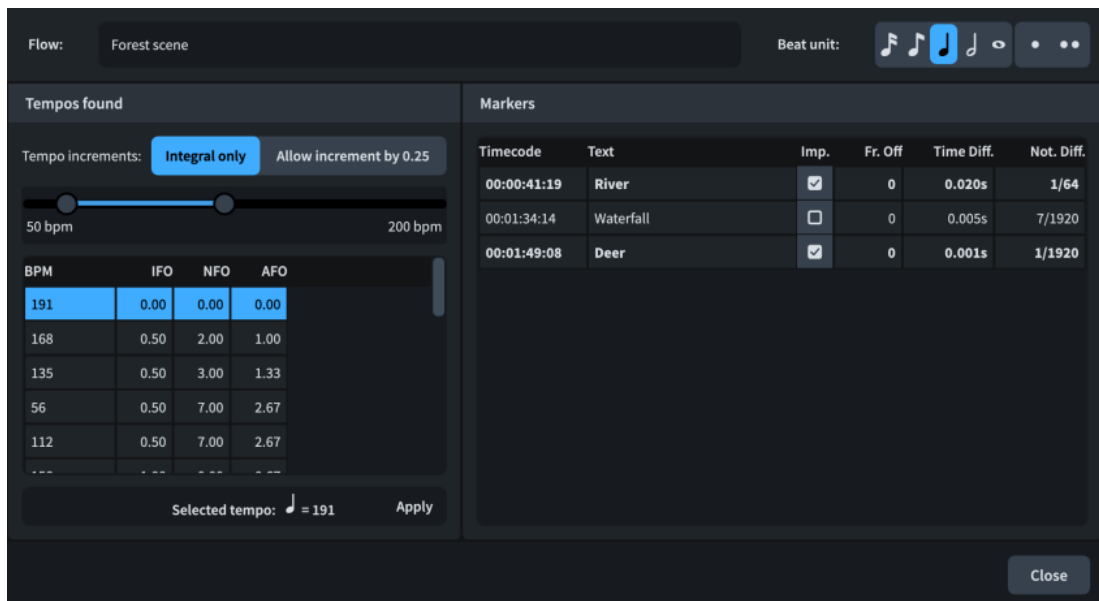 Flow: Forest scene Beat unit:
Tempos found
Markers
Tempo increments: Integral only Allow increment by 0.25
50 bpm 200 bpm
BPM IFO NFO AFO
191 0.00 0.00 0.00
168 0.50 2.00 1.00
135 0.50 3.00 1.33
56 0.50 7.00 2.67
112 0.50 7.00 2.67
Selected tempo: = 191 Apply
Timecode Text Imp. Fr. Off Time Diff. Not. Diff.
00:00:41:19 River 0 0.020s 1/64
00:01:34:14 Waterfall 0 0.005s 7/1920
00:01:49:08 Deer 0 0.001s 1/1920
Close